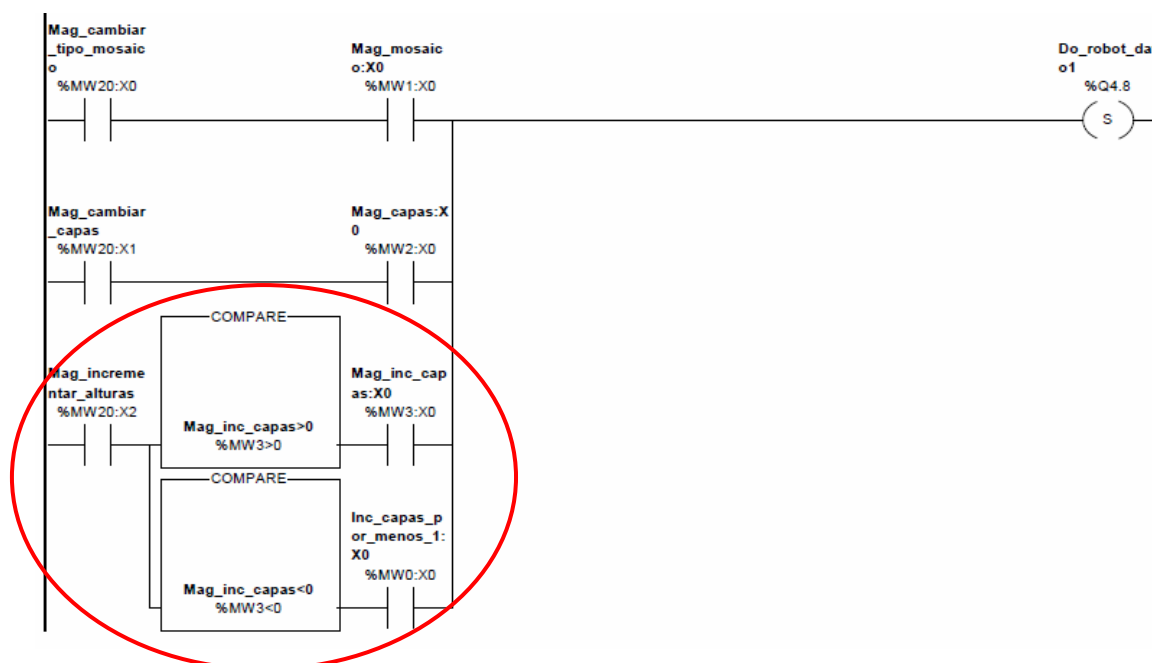 Mag_cambiar
_tipo_mosaic
o
%MW20:X0
Mag_mosaic
o:X0
%MW1:X0
Do_robot_da
o1
%Q4.8
S
Mag_cambiar
_capas
%MW20:X1
Mag_capas:X
0
%MW2:X0
COMPARE
Mag_increme
ntar_alturas
%MW20:X2
Mag_inc_capas>0
%MW3>0
Mag_inc_cap
as:X0
%MW3:X0
COMPARE
Mag_inc_capas<0
%MW3<0
Inc_capas_p
or_menos_1:
X0
%MW0:X0